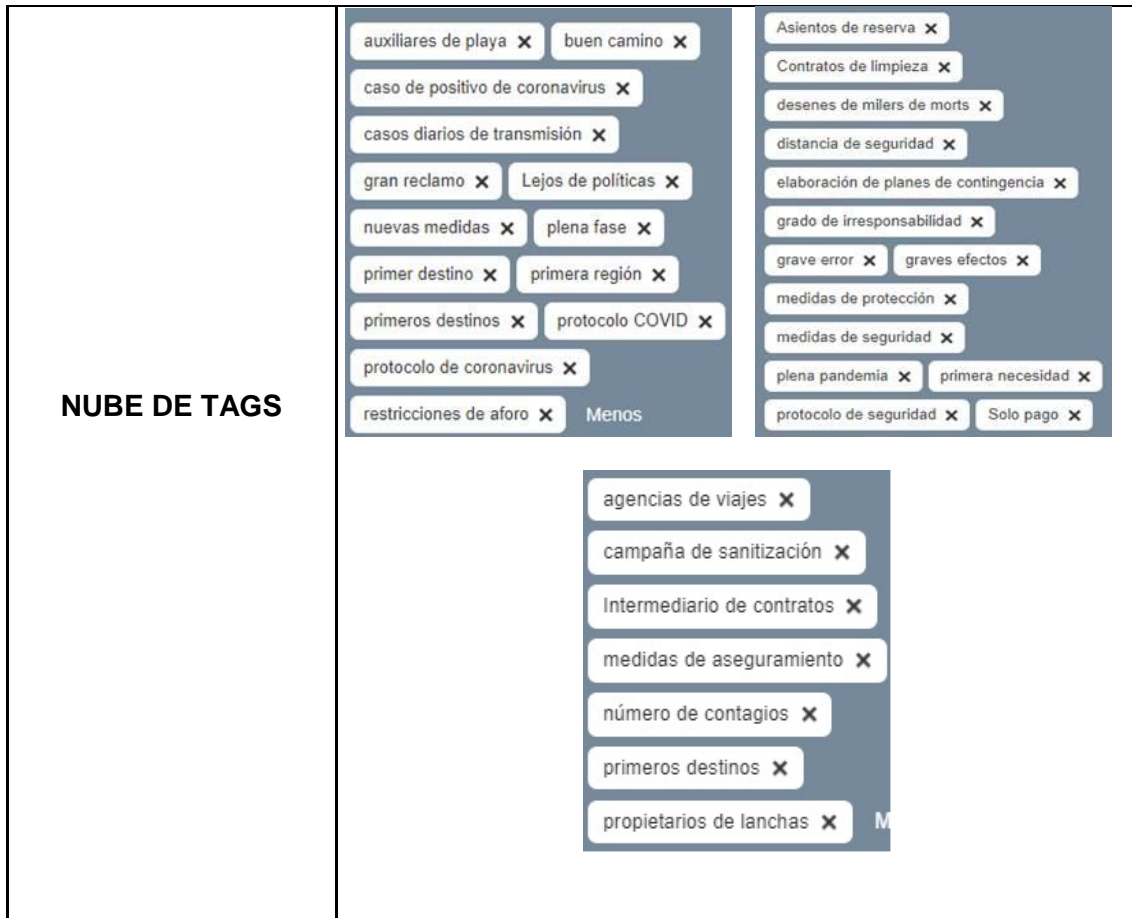 NUBE DE TAGS
auxiliares de playa × buen camino ×
caso de positivo de coronavirus ×
casos diarios de transmisión ×
gran reclamo × Lejos de políticas ×
nuevas medidas × plena fase ×
primer destino × primera región ×
primeros destinos × protocolo COVID ×
protocolo de coronavirus ×
restricciones de aforo × Menos
Asientos de reserva ×
Contratos de limpieza ×
desenes de milers de morts ×
distancia de seguridad ×
elaboración de planes de contingencia ×
grado de irresponsabilidad ×
grave error × graves efectos ×
medidas de protección ×
medidas de seguridad ×
plena pandemia × primera necesidad ×
protocolo de seguridad × Solo pago ×
agencias de viajes ×
campaña de sanitización ×
Intermediario de contratos ×
medidas de aseguramiento ×
número de contagios ×
primeros destinos ×
propietarios de lanchas × M